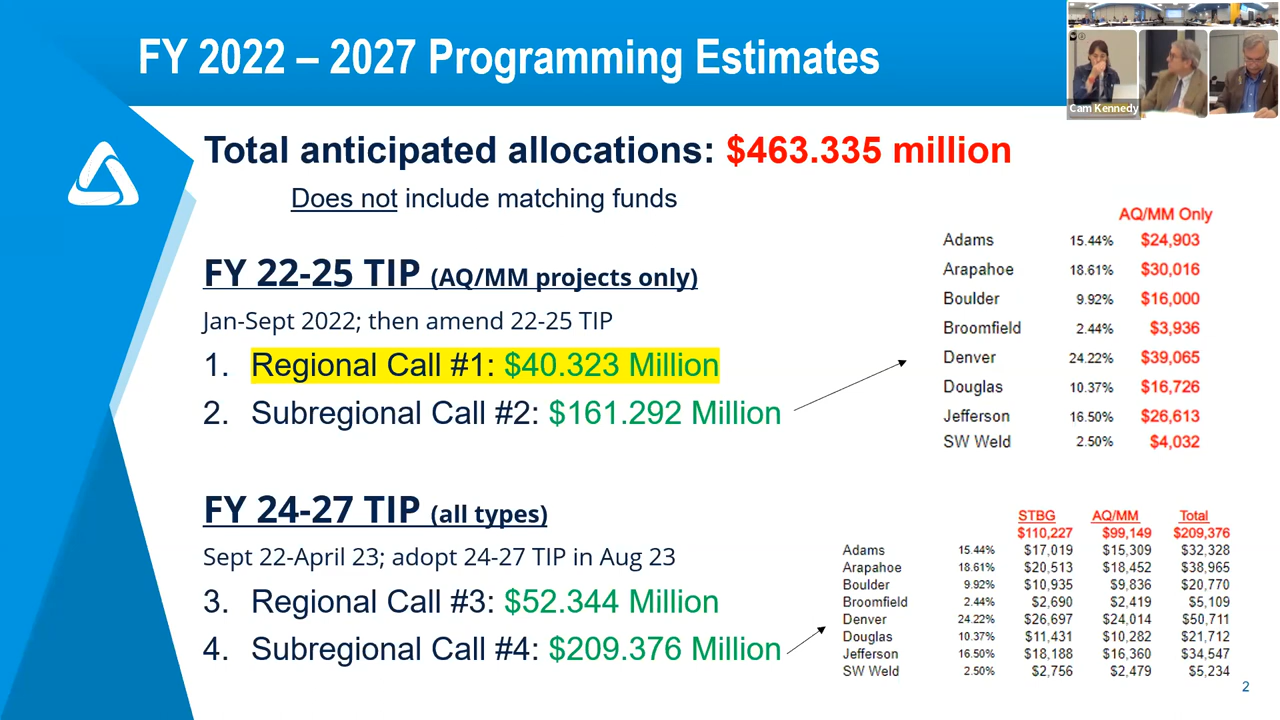 FY 2022 – 2027 Programming Estimates
Cam Kennedy
Total anticipated allocations: $463.335 million
Does not include matching funds
FY 22-25 TIP (AQ/MM projects only)
Jan-Sept 2022; then amend 22-25 TIP
1. Regional Call #1: $40.323 Million
2. Subregional Call #2: $161.292 Million
AQ/MM Only
Adams 15.44% $24,903
Arapahoe 18.61% $30,016
Boulder 9.92% $16,000
Broomfield 2.44% $3,936
Denver 24.22% $39,065
Douglas 10.37% $16,726
Jefferson 16.50% $26,613
SW Weld 2.50% $4,032
FY 24-27 TIP (all types)
Sept 22-April 23; adopt 24-27 TIP in Aug 23
3. Regional Call #3: $52.344 Million
4. Subregional Call #4: $209.376 Million
STBG AQ/MM Total
$110,227 $99,149 $209,376
Adams 15.44% $17,019 $15,309 $32,328
Arapahoe 18.61% $20,513 $18,452 $38,965
Boulder 9.92% $10,935 $9,836 $20,770
Broomfield 2.44% $2,690 $2,419 $5,109
Denver 24.22% $26,697 $24,014 $50,711
Douglas 10.37% $11,431 $10,282 $21,712
Jefferson 16.50% $18,188 $16,360 $34,547
SW Weld 2.50% $2,756 $2,479 $5,234
2